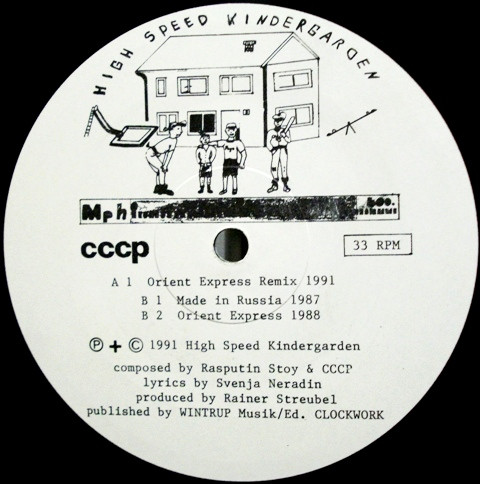 HIGH SPEED KINDERGARDEN
Mph
600.
cccp
33 RPM
A 1 Orient Express Remix 1991
B 1 Made in Russia 1987
B 2 Orient Express 1988
Ⓟ + © 1991 High Speed Kindergarden
composed by Rasputin Stoy & CCCP
lyrics by Svenja Neradin
produced by Rainer Streubel
published by WINTRUP Musik/Ed. CLOCKWORK